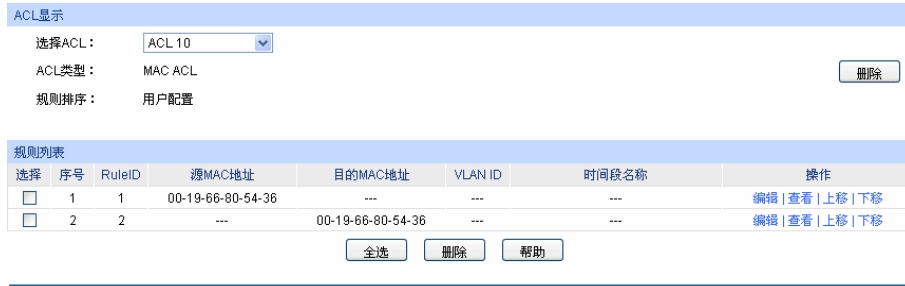 ACL显示
选择ACL： ACL 10
ACL类型： MAC ACL 删除
规则排序： 用户配置
规则列表
选择 序号 RuleID 源MAC地址 目的MAC地址 VLAN ID 时间段名称 操作
1 1 00-19-66-80-54-36 --- --- --- 编辑 | 查看 | 上移 | 下移
2 2 --- 00-19-66-80-54-36 --- --- 编辑 | 查看 | 上移 | 下移
全选 删除 帮助